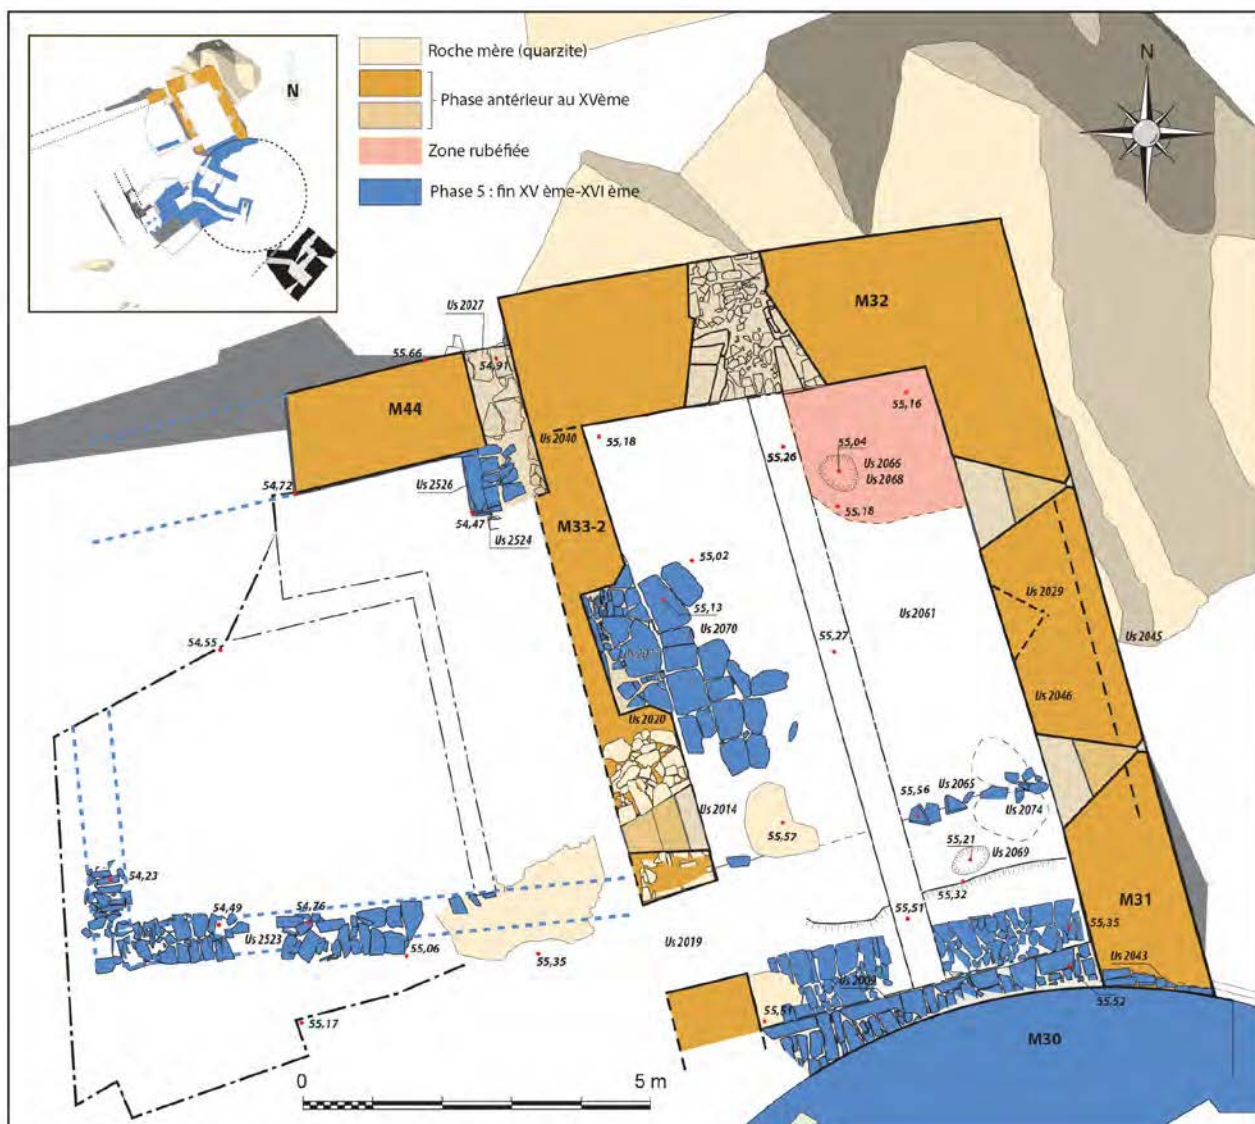 N
Roche mère (quarzite)
Phase antérieur au XVème
Zone rubéfiée
Phase 5 : fin XV ème-XVI ème
N
M32
Us 2027
55,66
54,91
M44
55,16
Us 2040
55,18
55,26
55,04
Us 2066
Us 2068
55,18
Us 2526
54,72
54,47
Us 2524
M33-2
55,02
Us 2029
55,13
Us 2061
Us 2070
55,27
Us 2045
54,55
Us 2046
Us 2020
55,56
Us 2065
Us 2014
Us 2074
55,57
55,21
Us 2069
55,32
54,23
M31
54,49
54,76
55,51
55,35
Us 2523
55,06
Us 2019
55,35
Us 2043
Us 2009
55,52
55,51
55,17
M30
0
5 m